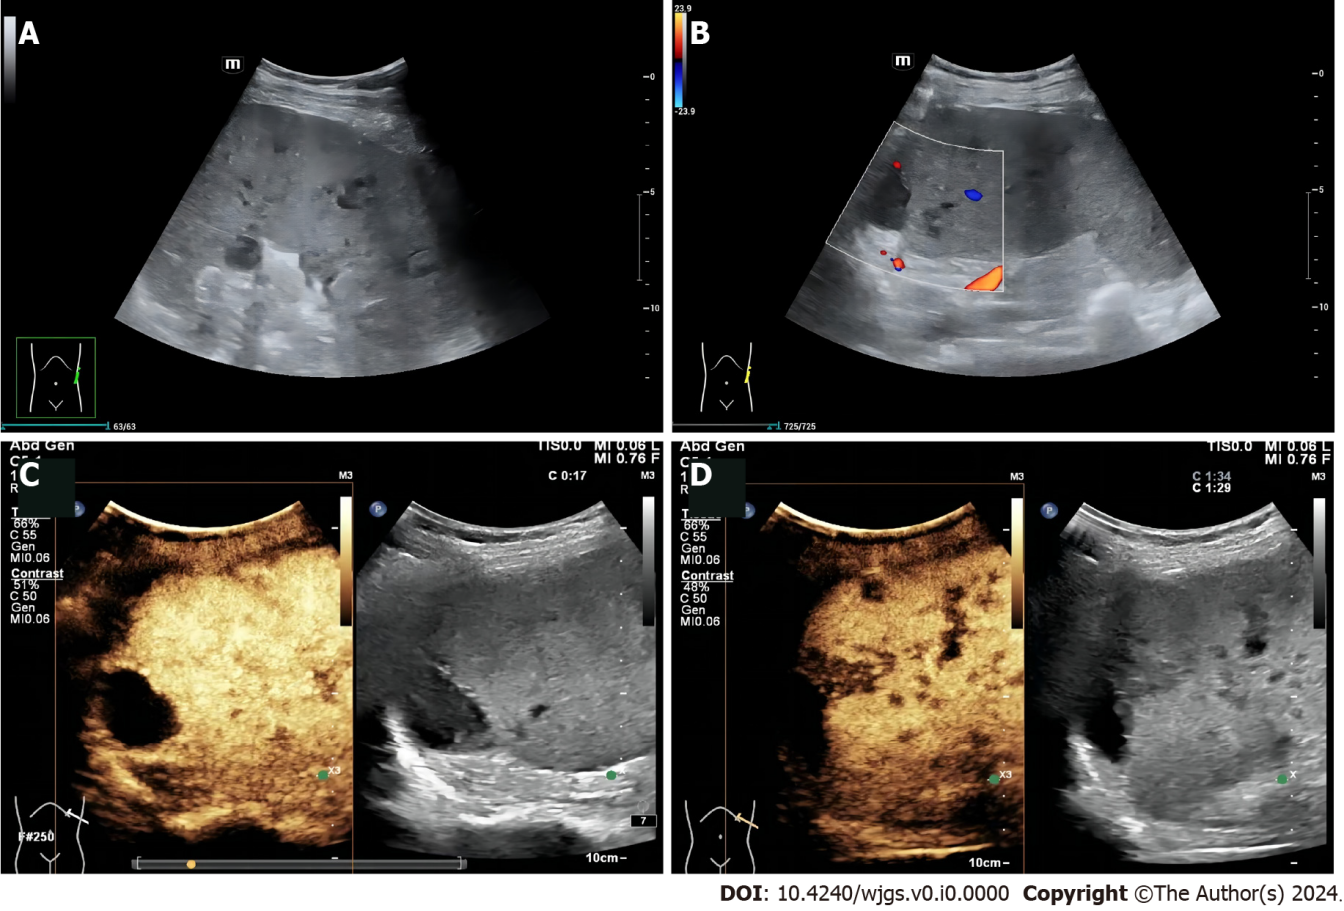 A
m
0
5
10
63/63
23.9
B
m
-23.9
0
5
10
725/725
Abd Gen
TIS0.0 MI 0.06 L
MI 0.76 F
C
R
C 0:17
M3
M3
P
P
66%
C 55
Gen
MI0.06
Contrast
51%
C 50
Gen
MI0.06
X3
F#250
7
10cm
Abd Gen
TIS0.0 MI 0.06 L
MI 0.76 F
D
R
C 1:34
C 1:29
M3
M3
P
66%
C 55
Gen
MI0.06
Contrast
48%
C 50
Gen
MI0.06
X3
X
10cm
DOI: 10.4240/wjgs.v0.i0.0000 Copyright ©The Author(s) 2024.